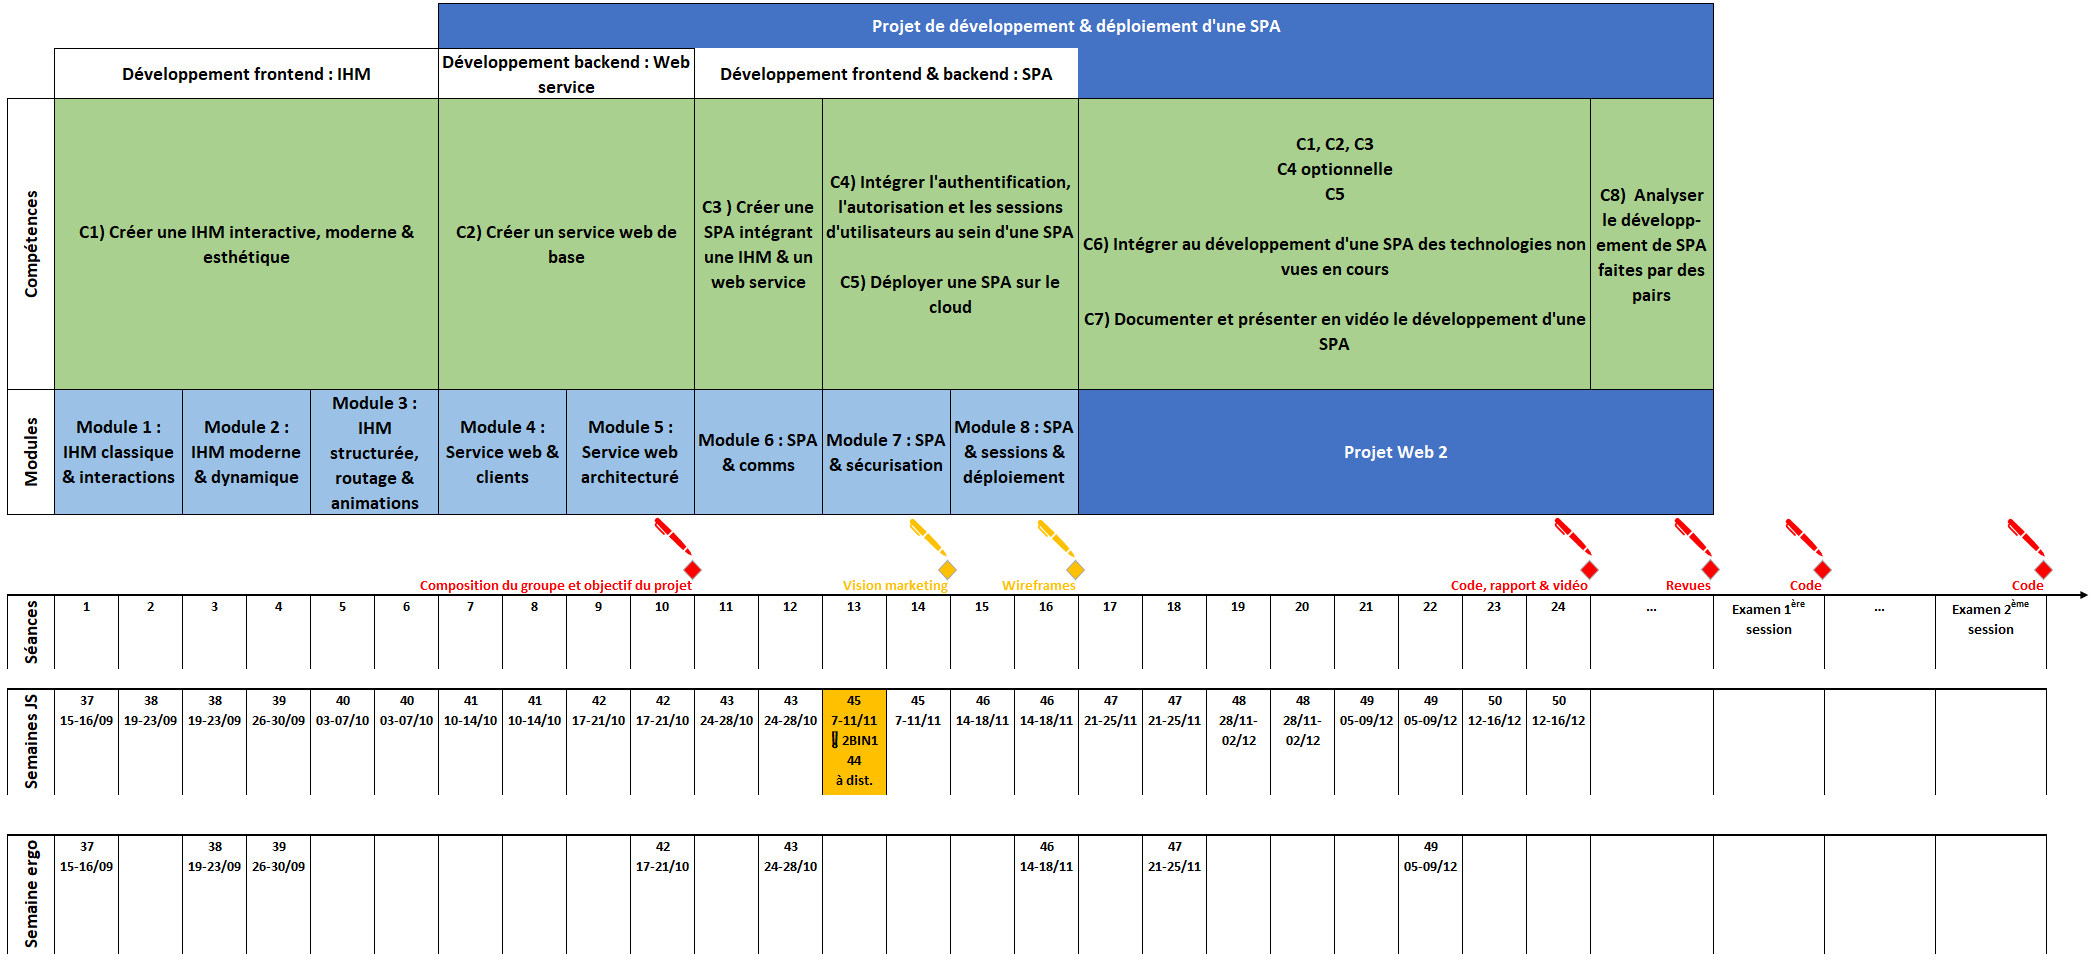 Projet de développement & déploiement d'une SPA
Développement frontend : IHM
Développement backend : Web
service
Développement frontend & backend : SPA
Compétences
C1) Créer une IHM interactive, moderne &
esthétique
C2) Créer un service web de
base
C3 ) Créer une
SPA intégrant
une IHM & un
web service
C4) Intégrer l'authentification,
l'autorisation et les sessions
d'utilisateurs au sein d'une SPA
C5) Déployer une SPA sur le
cloud
C1, C2, C3
C4 optionnelle
C5
C6) Intégrer au développement d'une SPA des technologies non
vues en cours
C7) Documenter et présenter en vidéo le développement d'une
SPA
C8) Analyser
le développ-
ement de SPA
faites par des
pairs
Modules
Module 1 :
IHM classique
& interactions
Module 2 :
IHM moderne
& dynamique
Module 3 :
IHM
structurée,
routage &
animations
Module 4 :
Service web &
clients
Module 5 :
Service web
architecturé
Module 6 : SPA
& comms
Module 7 : SPA
& sécurisation
Module 8 : SPA
& sessions &
déploiement
Projet Web 2
Composition du groupe et objectif du projet
Vision marketing
Wireframes
Code, rapport & vidéo
Revues
Code
Code
Séances
1
2
3
4
5
6
7
8
9
10
11
12
13
14
15
16
17
18
19
20
21
22
23
24
...
Examen 1ère
session
...
Examen 2ème
session
Semaines JS
37
15-16/09
38
19-23/09
38
19-23/09
39
26-30/09
40
03-07/10
40
03-07/10
41
10-14/10
41
10-14/10
42
17-21/10
42
17-21/10
43
24-28/10
43
24-28/10
45
7-11/11
2BIN1
44
à dist.
45
7-11/11
46
14-18/11
46
14-18/11
47
21-25/11
47
21-25/11
48
28/11-
02/12
48
28/11-
02/12
49
05-09/12
49
05-09/12
50
12-16/12
50
12-16/12
Semaine ergo
37
15-16/09
38
19-23/09
39
26-30/09
42
17-21/10
43
24-28/10
46
14-18/11
47
21-25/11
49
05-09/12